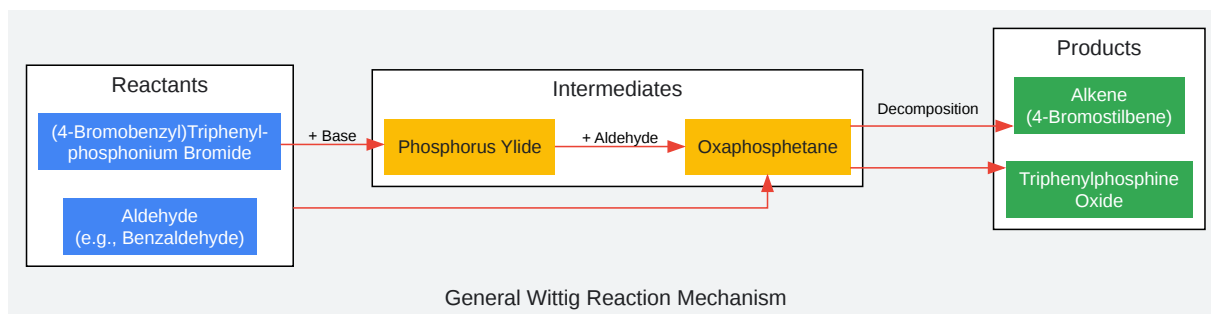 Reactants
(4-Bromobenzyl)Triphenyl-
phosphonium Bromide
Aldehyde
(e.g., Benzaldehyde)
+ Base
Intermediates
Phosphorus Ylide
+ Aldehyde
Oxaphosphetane
Decomposition
Products
Alkene
(4-Bromostilbene)
Triphenylphosphine
Oxide
General Wittig Reaction Mechanism